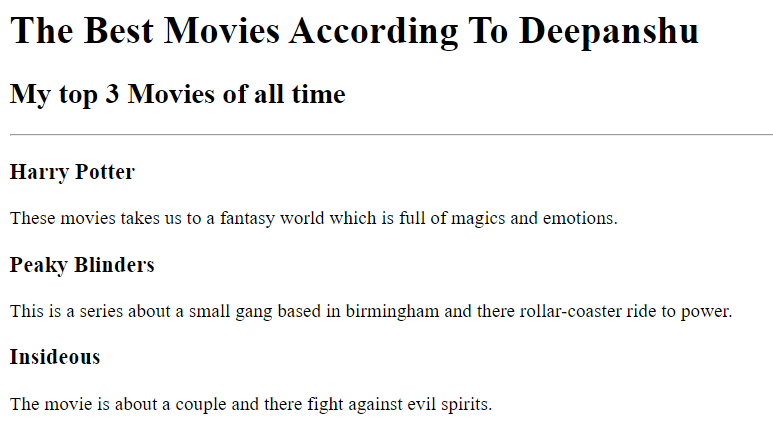 The Best Movies According To Deepanshu
My top 3 Movies of all time
Harry Potter
These movies takes us to a fantasy world which is full of magics and emotions.
Peaky Blinders
This is a series about a small gang based in birmingham and there rollar-coaster ride to power.
Insideous
The movie is about a couple and there fight against evil spirits.